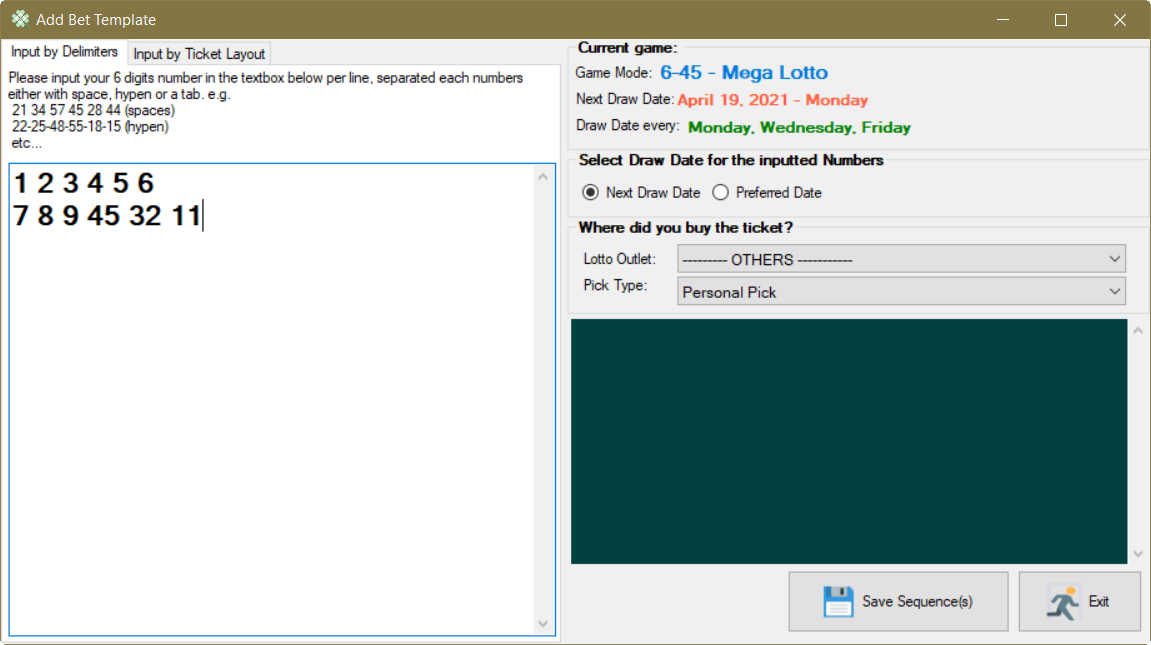 Add Bet Template
Input by Delimiters
Input by Ticket Layout
Please input your 6 digits number in the textbox below per line, separated each numbers
either with space, hypen or a tab. e.g.
21 34 57 45 28 44 (spaces)
22-25-48-55-18-15 (hypen)
etc...
1 2 3 4 5 6
7 8 9 45 32 11
Current game:
Game Mode: 6-45 - Mega Lotto
Next Draw Date: April 19, 2021 - Monday
Draw Date every: Monday, Wednesday, Friday
Select Draw Date for the inputted Numbers
Next Draw Date Preferred Date
Where did you buy the ticket?
Lotto Outlet: --------- OTHERS -----------
Pick Type: Personal Pick
Save Sequence(s) Exit